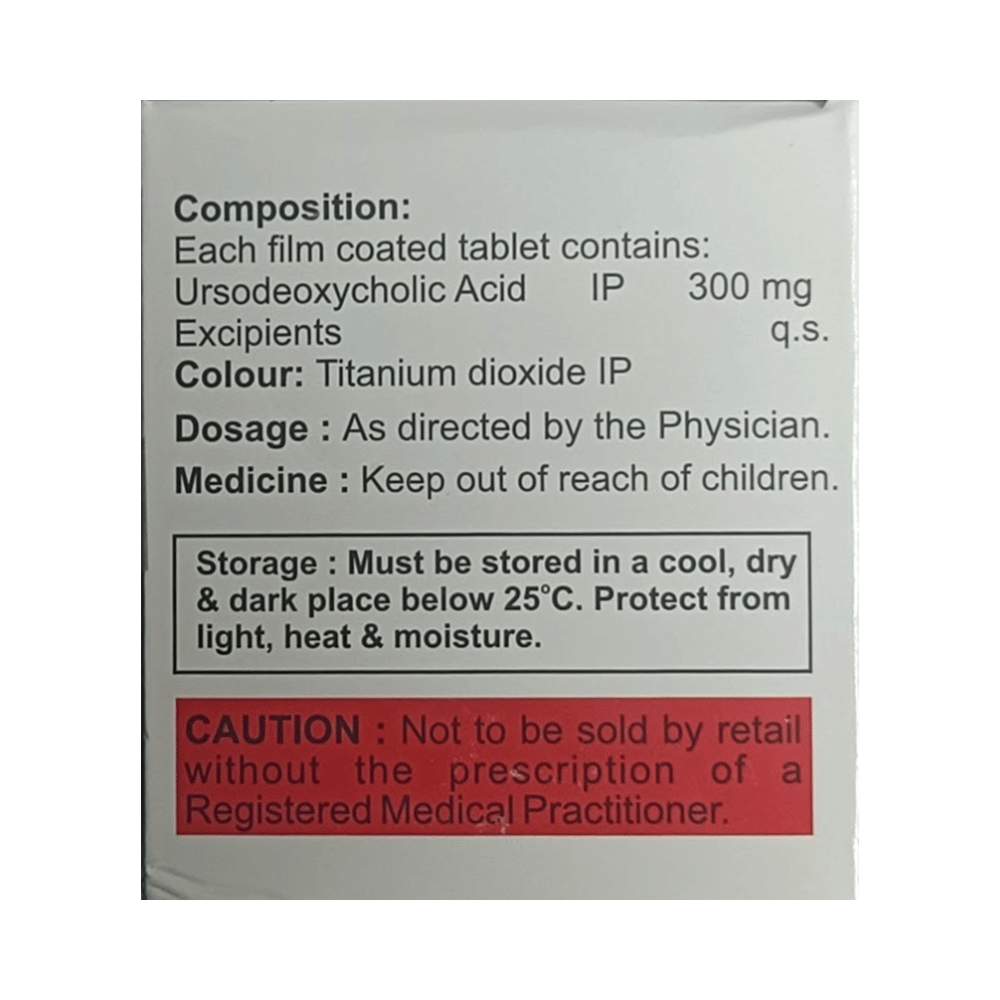 Composition:
Each film coated tablet contains:
Ursodeoxycholic Acid IP 300 mg
Excipients q.s.
Colour: Titanium dioxide IP
Dosage : As directed by the Physician.
Medicine : Keep out of reach of children.
Storage : Must be stored in a cool, dry
& dark place below 25°C. Protect from
light, heat & moisture.
CAUTION : Not to be sold by retail
without the prescription of a
Registered Medical Practitioner.